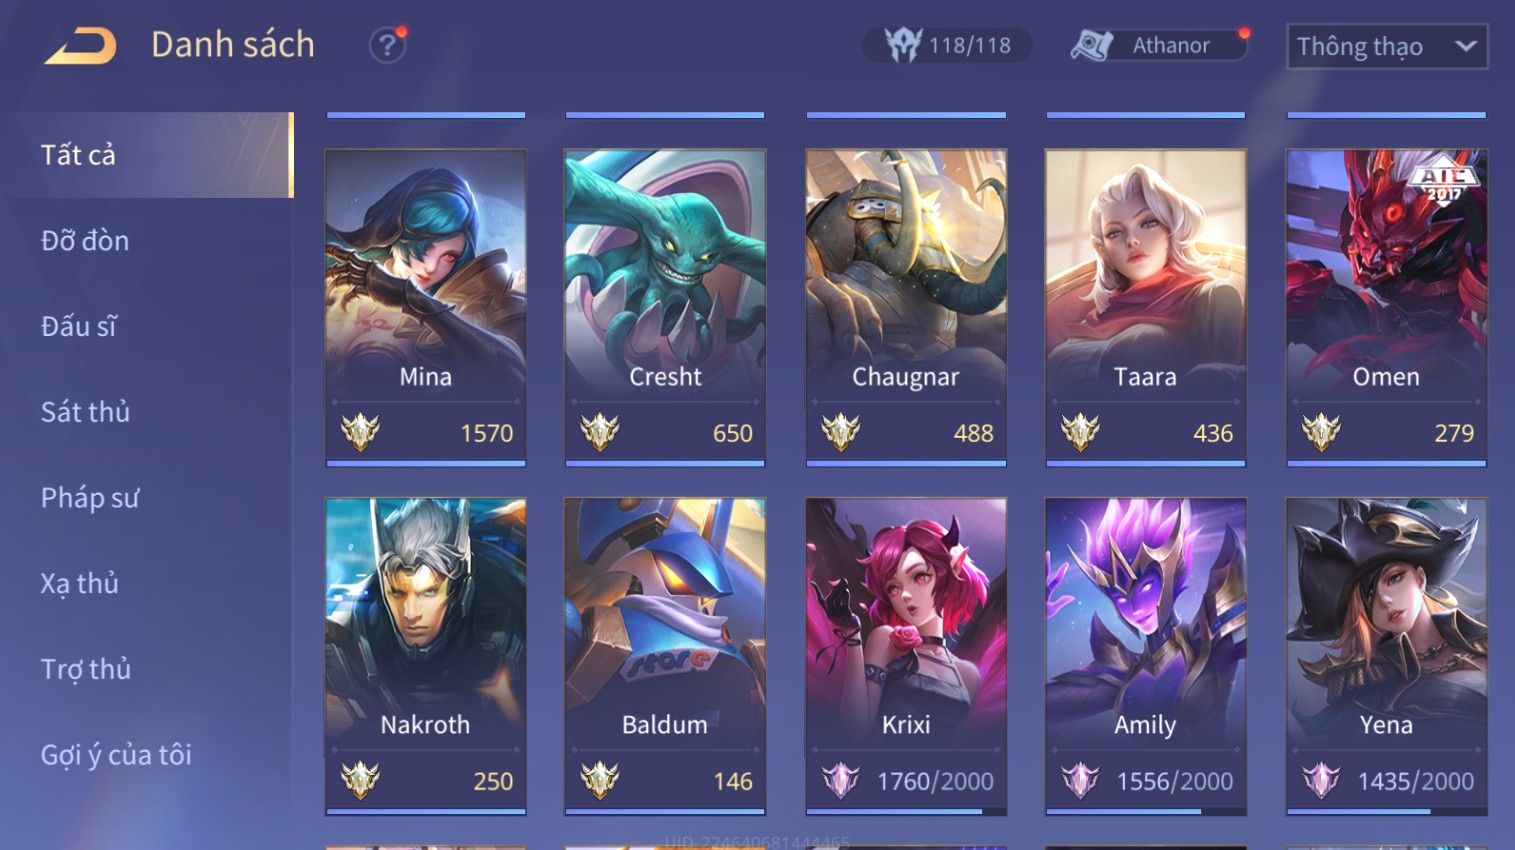 Danh sách
?
118/118
Athanor
Thông thạo
Tất cả
Đỡ đòn
Đấu sĩ
Sát thủ
Pháp sư
Xạ thủ
Trợ thủ
Gợi ý của tôi
AIC
2017
Mina
Cresht
Chaugnar
Taara
Omen
1570
650
488
436
279
store
Nakroth
Baldum
Krixi
Amily
Yena
250
146
1760/2000
1556/2000
1435/2000
UID: 224640681444465